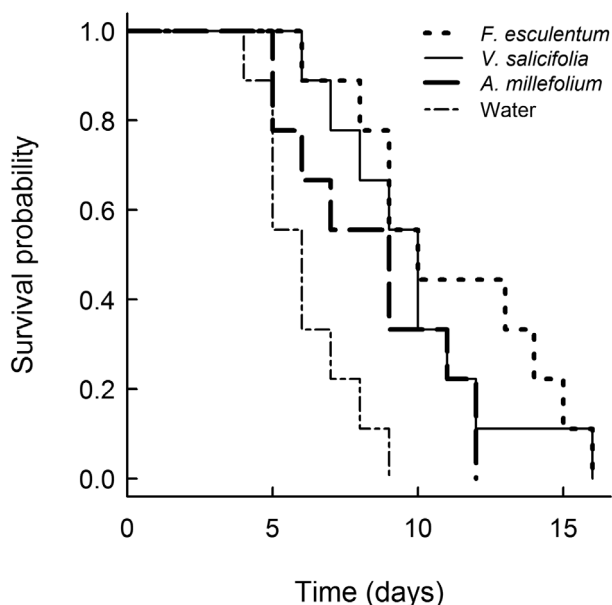 F. esculentum
V. salicifolia
A. millefolium
Water
1.0
0.8
0.6
0.4
0.2
0.0
Survival probability
0 5 10 15
Time (days)